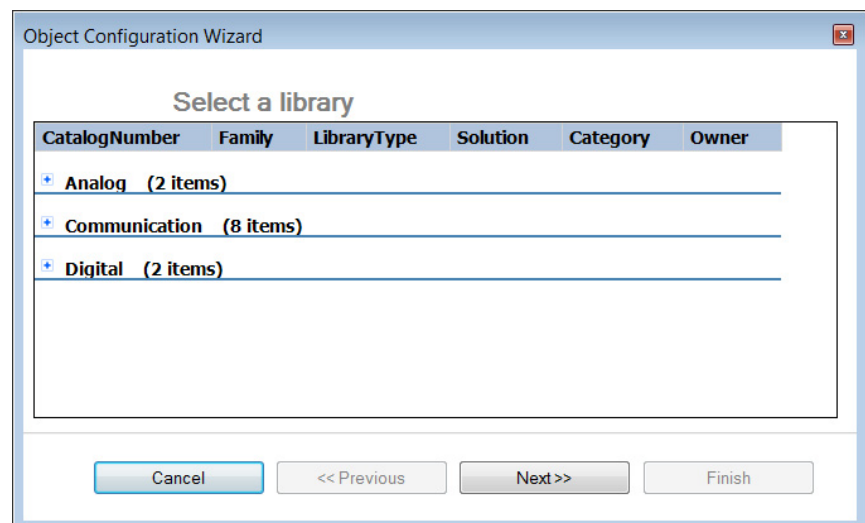 Object Configuration Wizard
Select a library
CatalogNumber Family LibraryType Solution Category Owner
Analog (2 items)
Communication (8 items)
Digital (2 items)
Cancel << Previous Next >> Finish